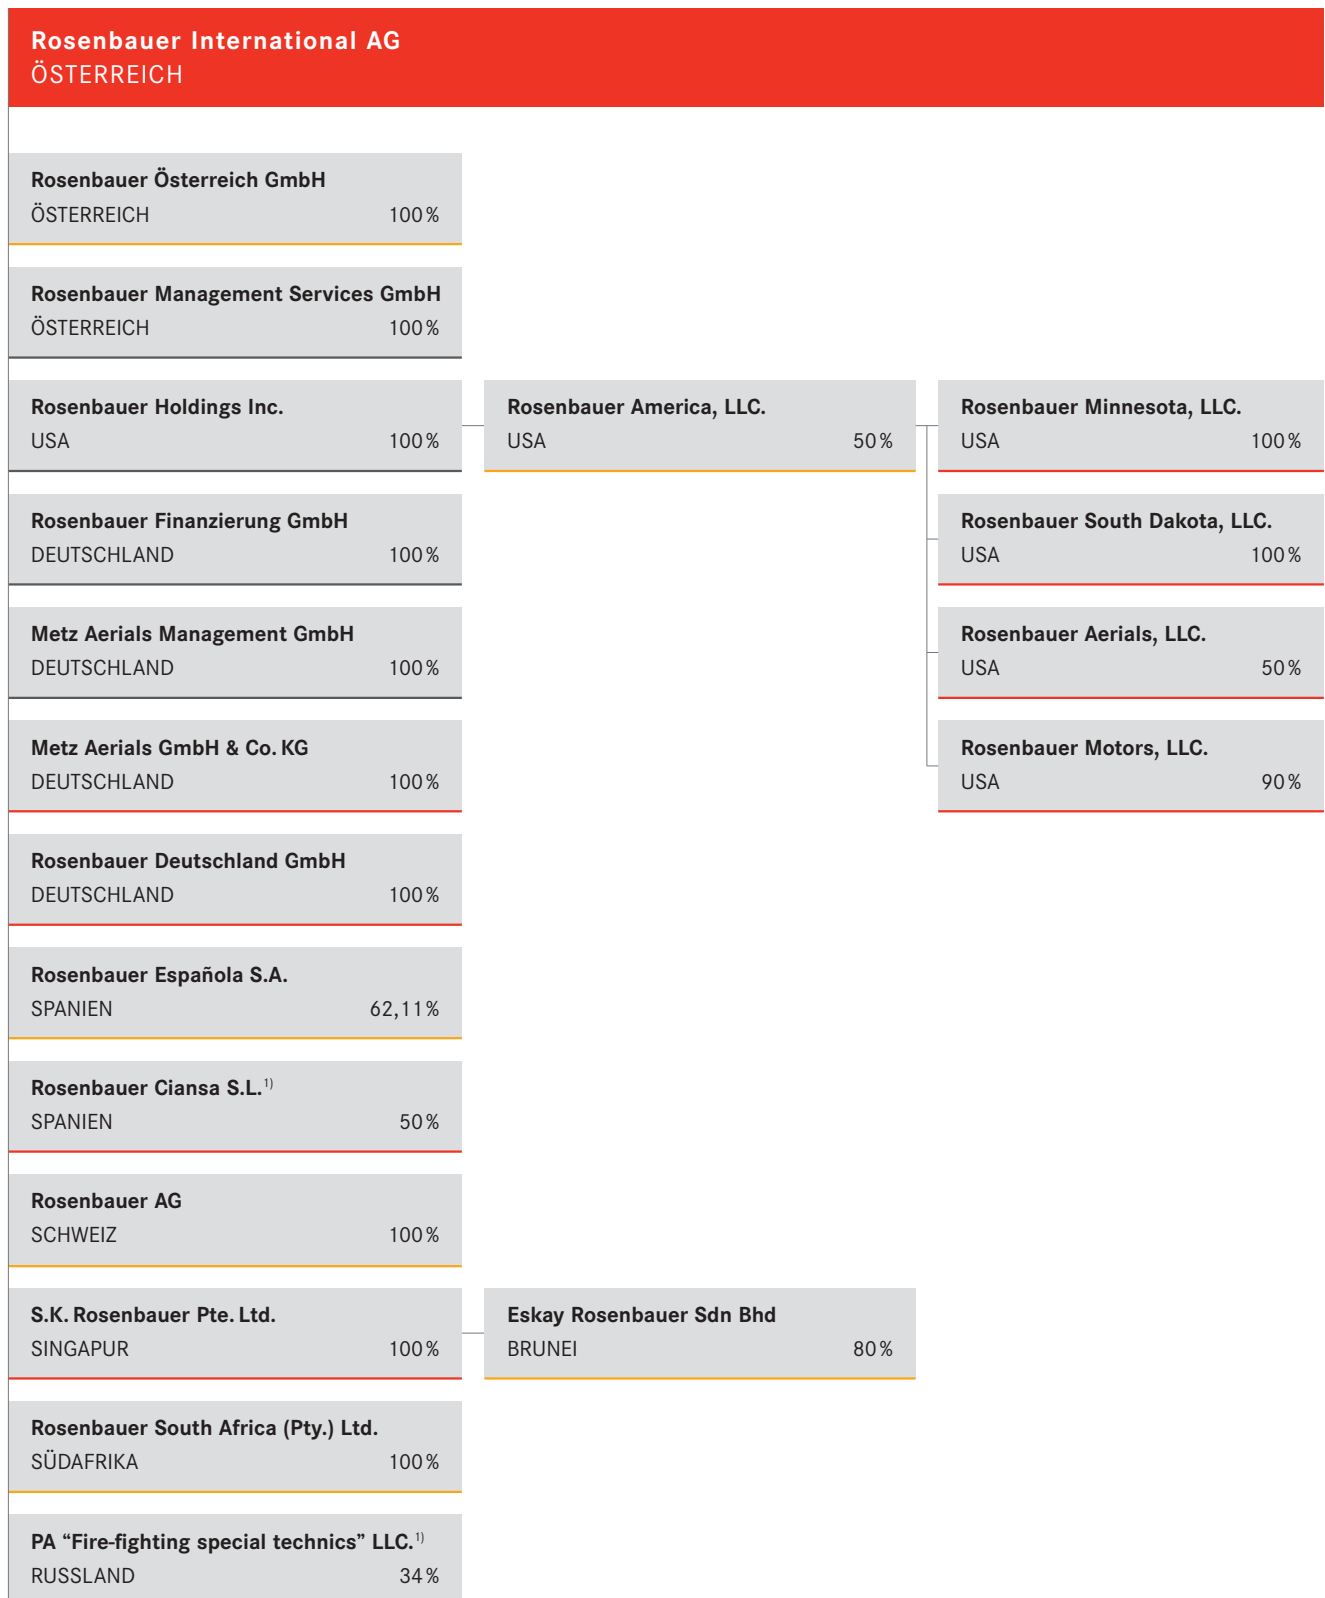 Rosenbauer International AG
ÖSTERREICH
Rosenbauer Österreich GmbH
ÖSTERREICH 100%
Rosenbauer Management Services GmbH
ÖSTERREICH 100%
Rosenbauer Holdings Inc.
USA 100%
Rosenbauer America, LLC.
USA 50%
Rosenbauer Minnesota, LLC.
USA 100%
Rosenbauer Finanzierung GmbH
DEUTSCHLAND 100%
Rosenbauer South Dakota, LLC.
USA 100%
Metz Aerials Management GmbH
DEUTSCHLAND 100%
Rosenbauer Aerials, LLC.
USA 50%
Metz Aerials GmbH & Co. KG
DEUTSCHLAND 100%
Rosenbauer Motors, LLC.
USA 90%
Rosenbauer Deutschland GmbH
DEUTSCHLAND 100%
Rosenbauer Española S.A.
SPANIEN 62,11%
Rosenbauer Ciansa S.L.1)
SPANIEN 50%
Rosenbauer AG
SCHWEIZ 100%
S.K. Rosenbauer Pte. Ltd.
SINGAPUR 100%
Eskay Rosenbauer Sdn Bhd
BRUNEI 80%
Rosenbauer South Africa (Pty.) Ltd.
SÜDAFRIKA 100%
PA “Fire-fighting special technics” LLC.1)
RUSSLAND 34%